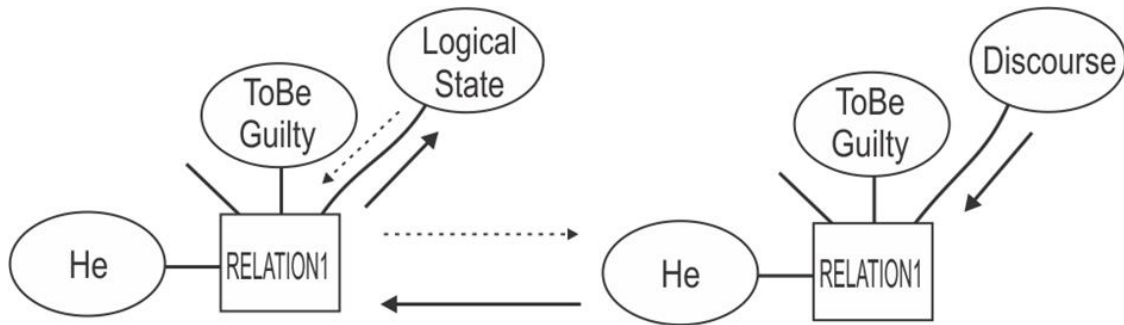 Logical
State
ToBe
Guilty
He
RELATION1
Discourse
ToBe
Guilty
He
RELATION1